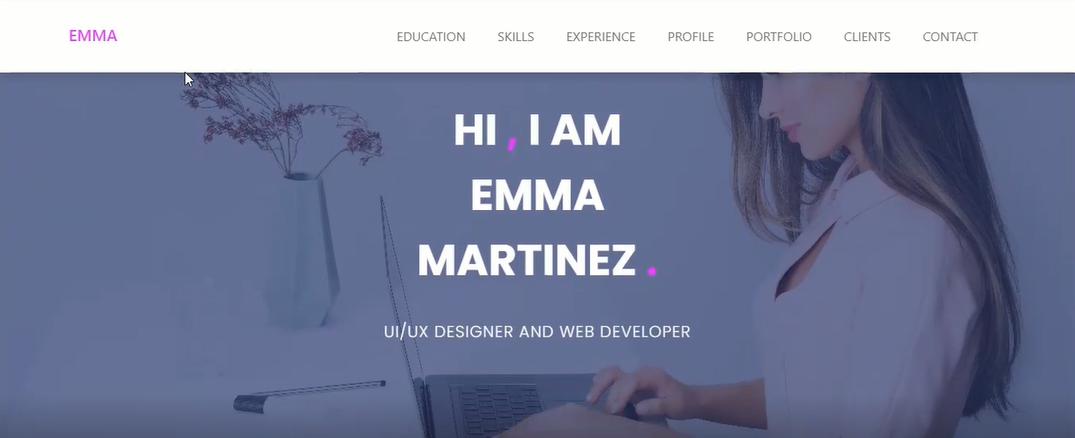 EMMA
EDUCATION SKILLS EXPERIENCE PROFILE PORTFOLIO CLIENTS CONTACT
HI , I AM
EMMA
MARTINEZ .
UI/UX DESIGNER AND WEB DEVELOPER